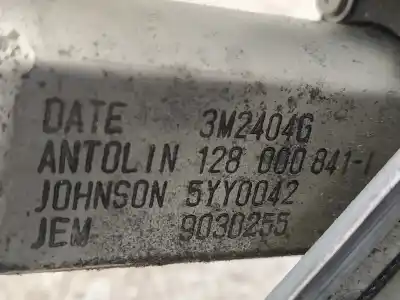 DATE 3M2404G
ANTOLIN 128 000 841-1
JOHNSON 5YY0042
JEM 9030255